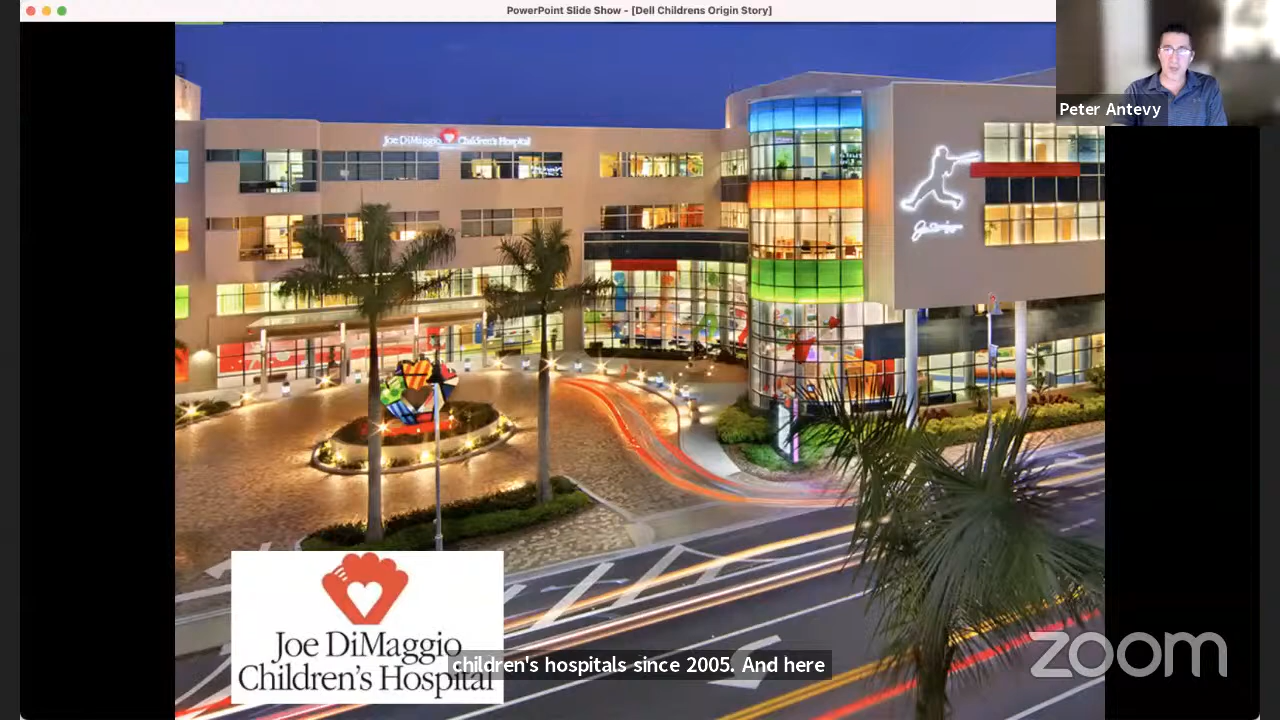 PowerPoint Slide Show - [Dell Childrens Origin Story]
Peter Antevy
Joe DiMaggio Children's Hospital
Joe DiMaggio
Children's Hospital
children's hospitals since 2005. And here
zoom